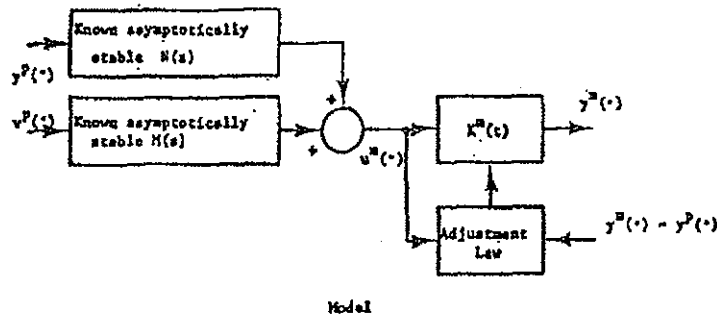 Known asymptotically
stable N(s)
y^p(·)
v^p(·)
Known asymptotically
stable M(s)
+
+
u^m(·)
K^m(t)
y^m(·)
Adjustment
Law
y^m(·) - y^p(·)
Model